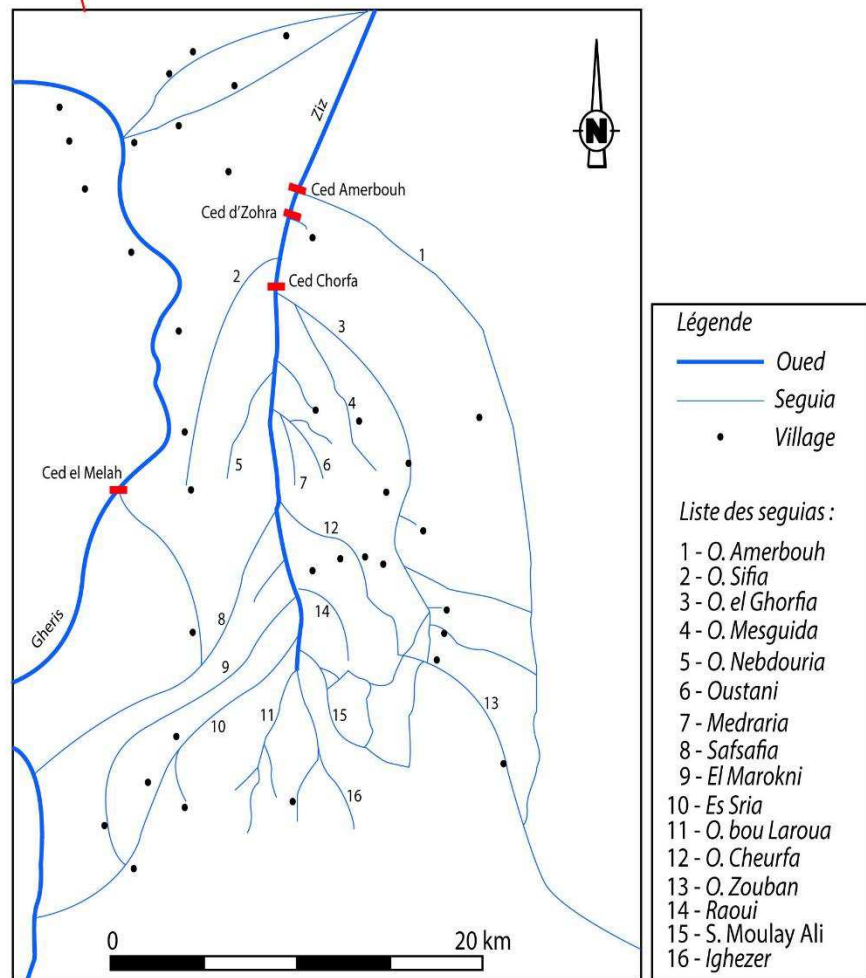 Ziz
N
Ced Amerbouh
Ced d'Zohra
1
2
Ced Chorfa
3
4
5
6
7
Ced el Melah
12
8
14
Gheris
9
10
11
15
13
16
0
20 km
Légende
Oued
Seguia
Village
Liste des seguias :
1 - O. Amerbouh
2 - O. Sifia
3 - O. el Ghorfia
4 - O. Mesguida
5 - O. Nebdouria
6 - Oustani
7 - Medraria
8 - Safsafia
9 - El Marokni
10 - Es Sria
11 - O. bou Laroua
12 - O. Cheurfa
13 - O. Zouban
14 - Raoui
15 - S. Moulay Ali
16 - Ighezer